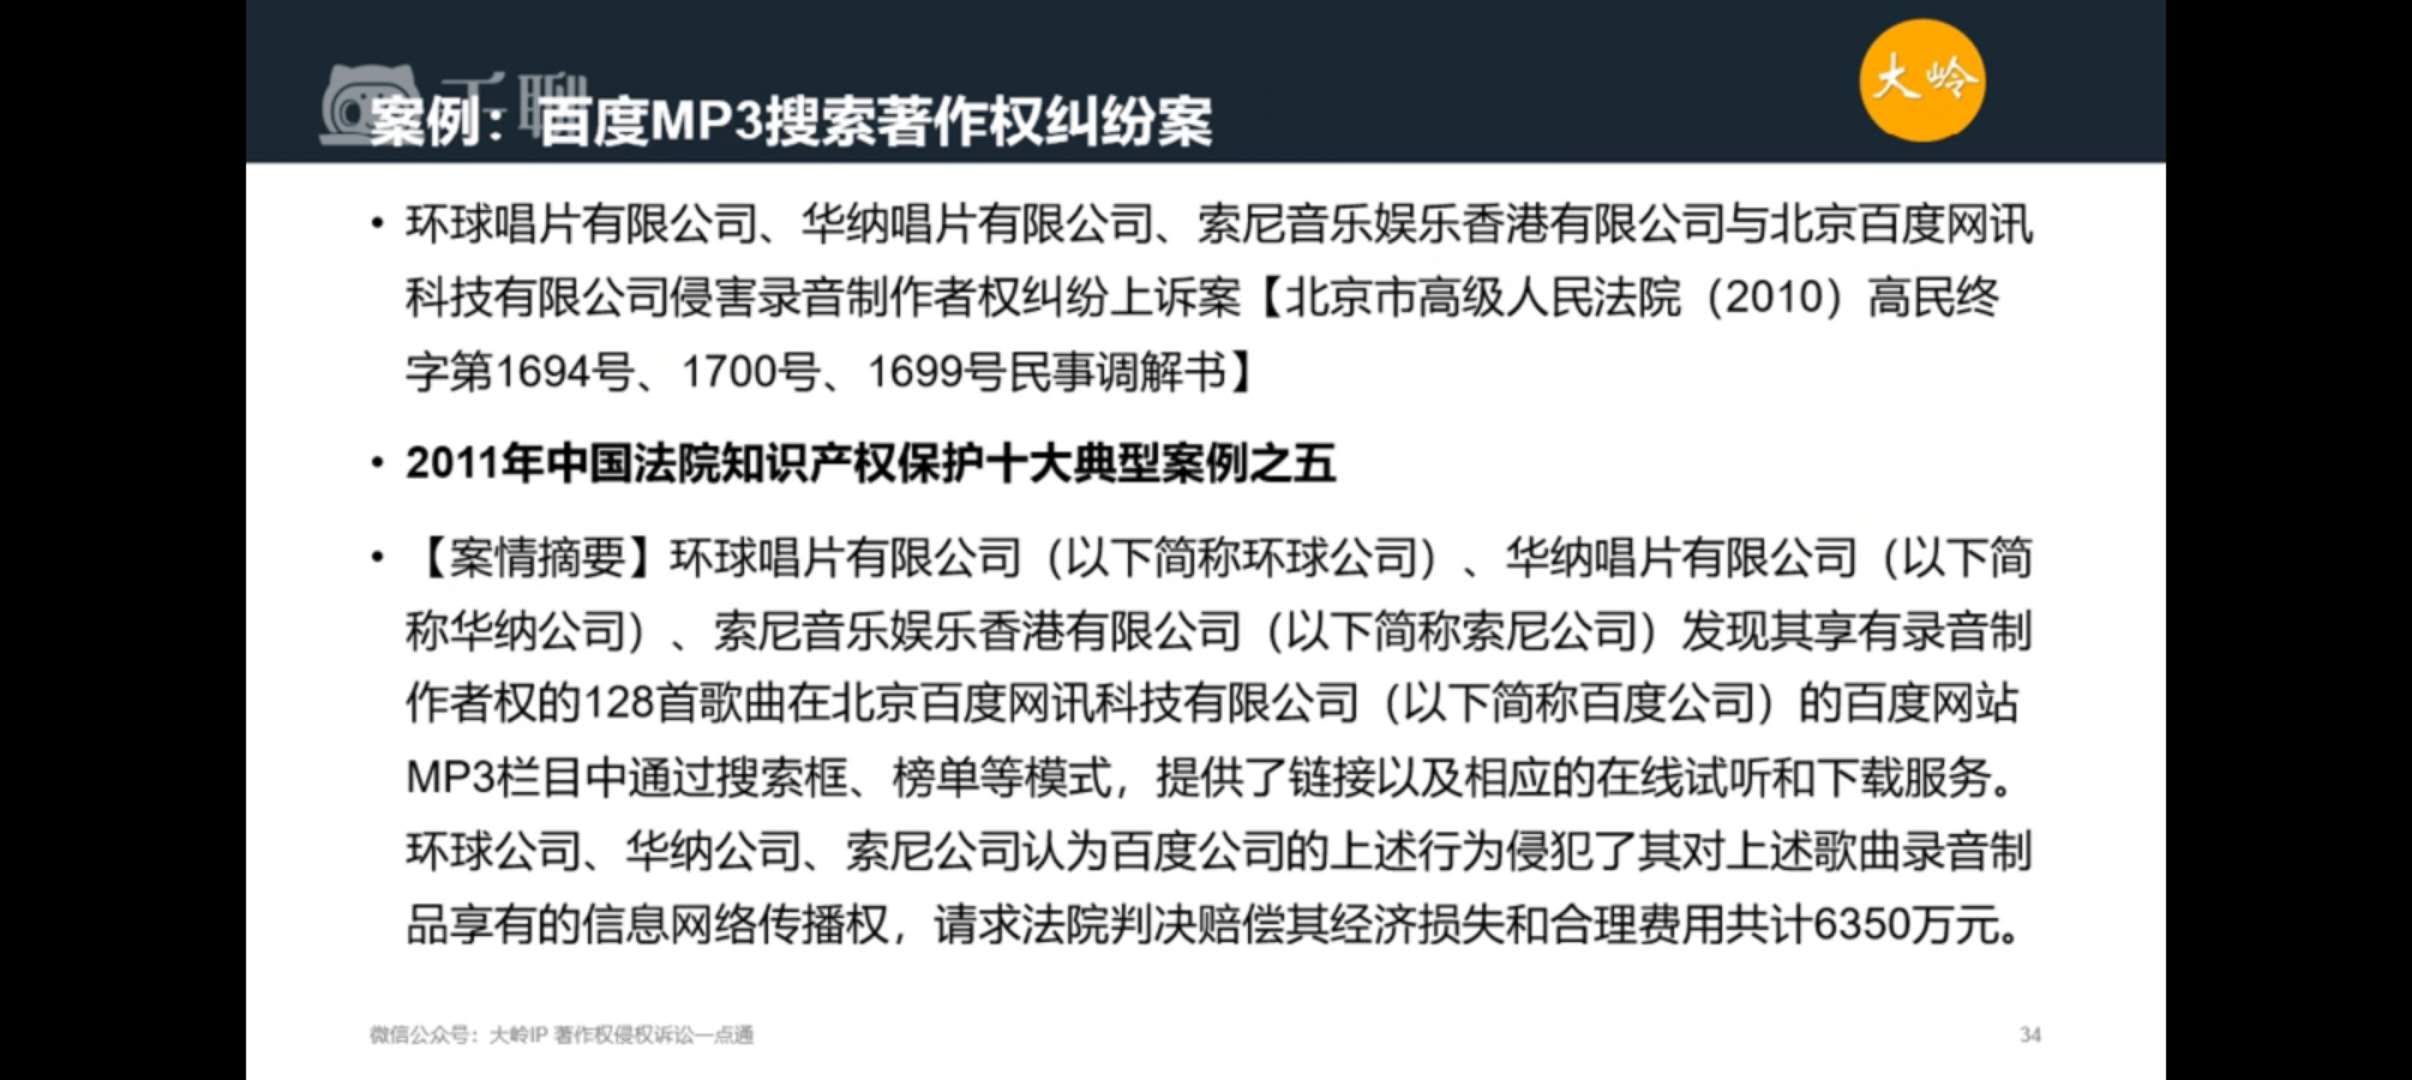 千聊
大岭
案例：百度MP3搜索著作权纠纷案
• 环球唱片有限公司、华纳唱片有限公司、索尼音乐娱乐香港有限公司与北京百度网讯
科技有限公司侵害录音制作者权纠纷上诉案【北京市高级人民法院（2010）高民终
字第1694号、1700号、1699号民事调解书】
• 2011年中国法院知识产权保护十大典型案例之五
• 【案情摘要】环球唱片有限公司（以下简称环球公司）、华纳唱片有限公司（以下简
称华纳公司）、索尼音乐娱乐香港有限公司（以下简称索尼公司）发现其享有录音制
作者权的128首歌曲在北京百度网讯科技有限公司（以下简称百度公司）的百度网站
MP3栏目中通过搜索框、榜单等模式，提供了链接以及相应的在线试听和下载服务。
环球公司、华纳公司、索尼公司认为百度公司的上述行为侵犯了其对上述歌曲录音制
品享有的信息网络传播权，请求法院判决赔偿其经济损失和合理费用共计6350万元。
微信公众号：大岭IP 著作权侵权诉讼一点通
34